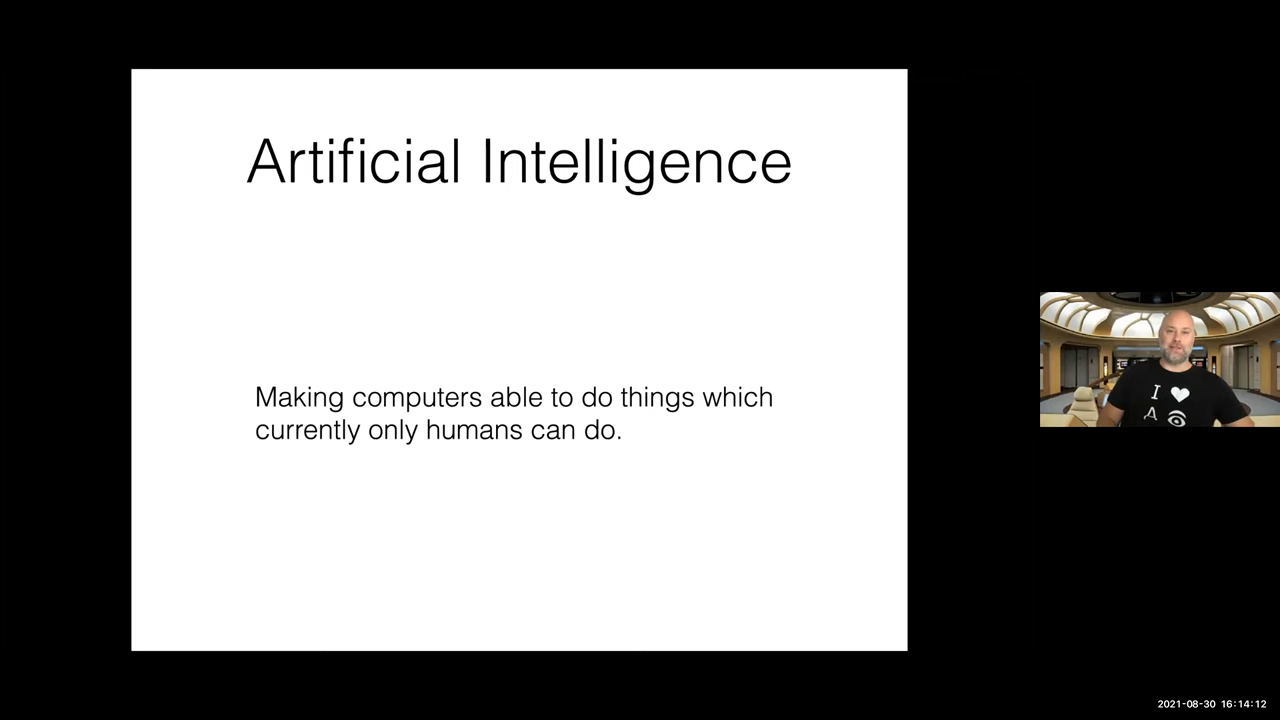 Artificial Intelligence
Making computers able to do things which
currently only humans can do.
I ♥
A
2021-08-30 16:14:12